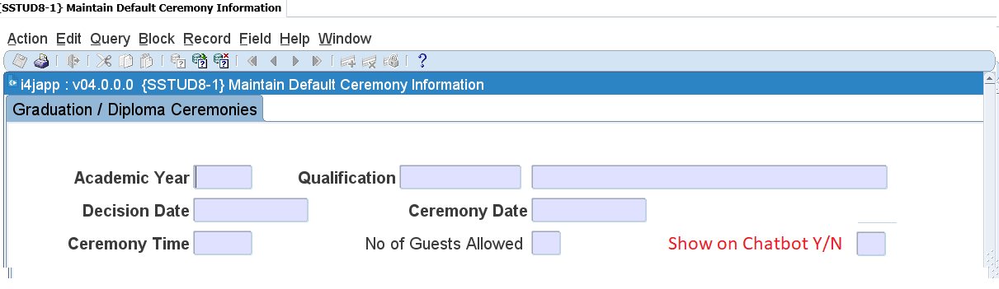 {SSTUD8-1} Maintain Default Ceremony Information
Action Edit Query Block Record Field Help Window
i4japp : v04.0.0.0 {SSTUD8-1} Maintain Default Ceremony Information
Graduation / Diploma Ceremonies
Academic Year Qualification
Decision Date Ceremony Date
Ceremony Time No of Guests Allowed Show on Chatbot Y/N